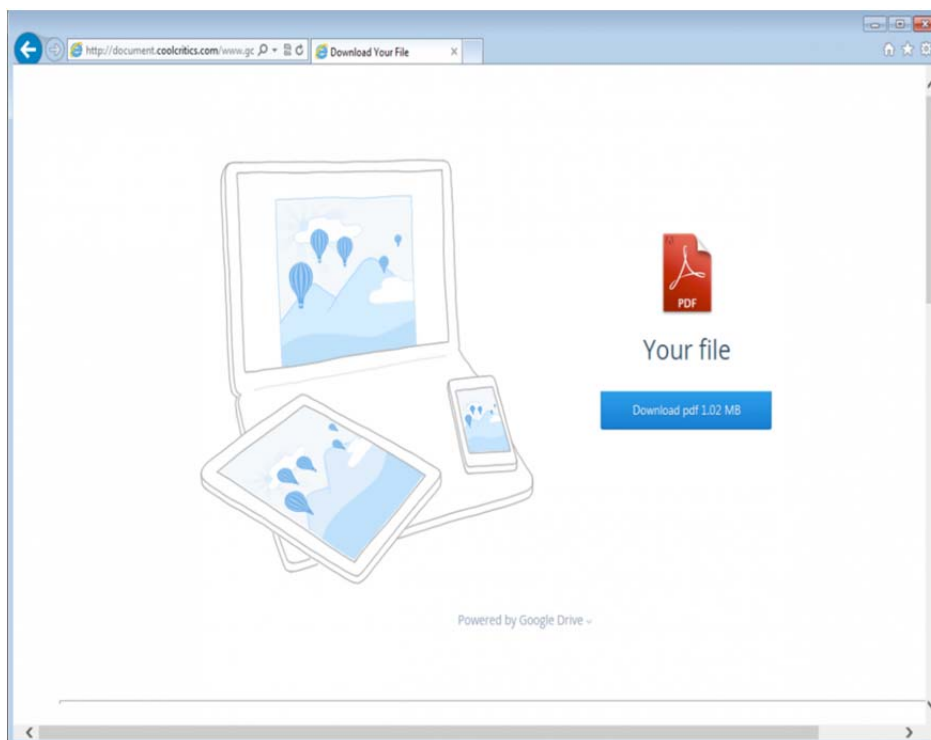 http://document.coolcritics.com/www.gc
Download Your File
PDF
Your file
Download pdf 1.02 MB
Powered by Google Drive